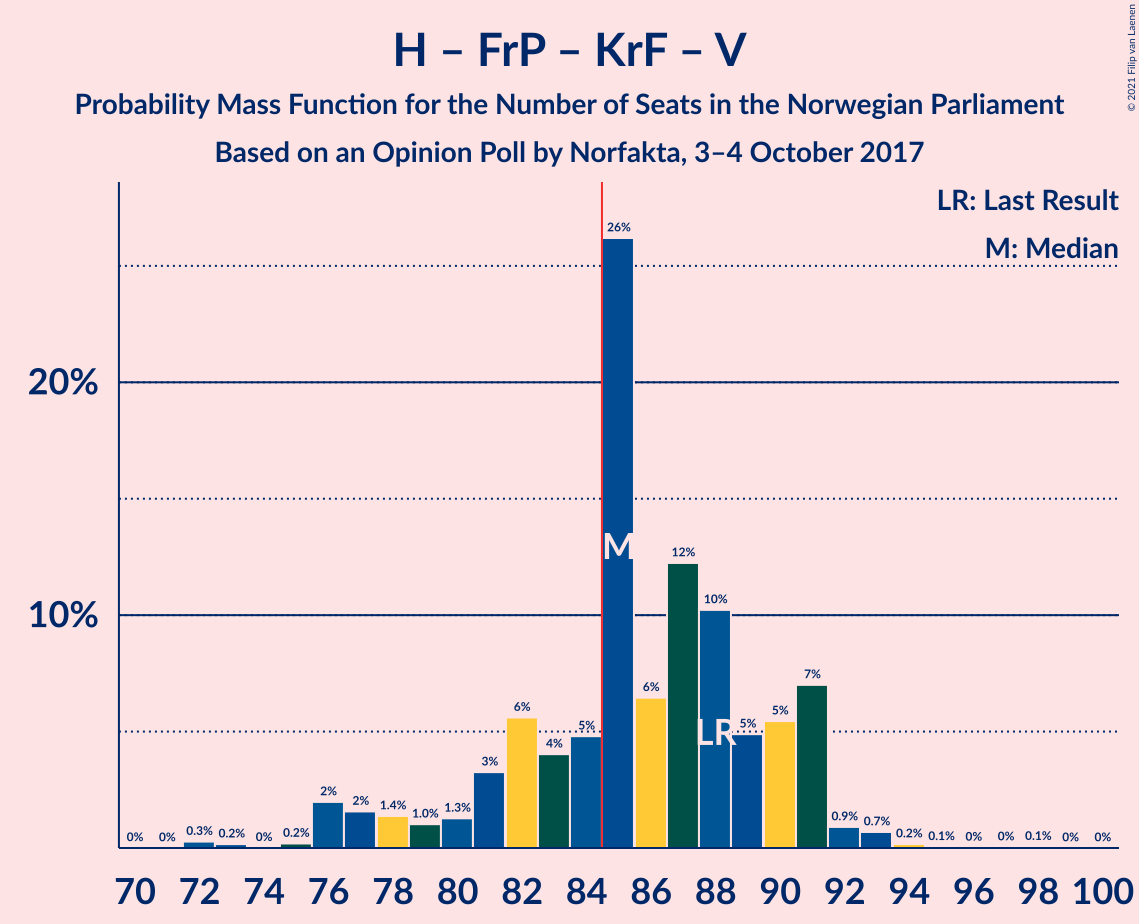 H – FrP – KrF – V
Probability Mass Function for the Number of Seats in the Norwegian Parliament
Based on an Opinion Poll by Norfakta, 3–4 October 2017
© 2021 Filip van Laenen
LR: Last Result
M: Median
20%
10%
0% 0% 0.3% 0.2% 0% 0.2% 2% 2% 1.4% 1.0% 1.3% 3% 6% 4% 5% 26% 6% 12% 10% 5% 5% 7% 0.9% 0.7% 0.2% 0.1% 0% 0% 0.1% 0% 0%
M
LR
70 72 74 76 78 80 82 84 86 88 90 92 94 96 98 100